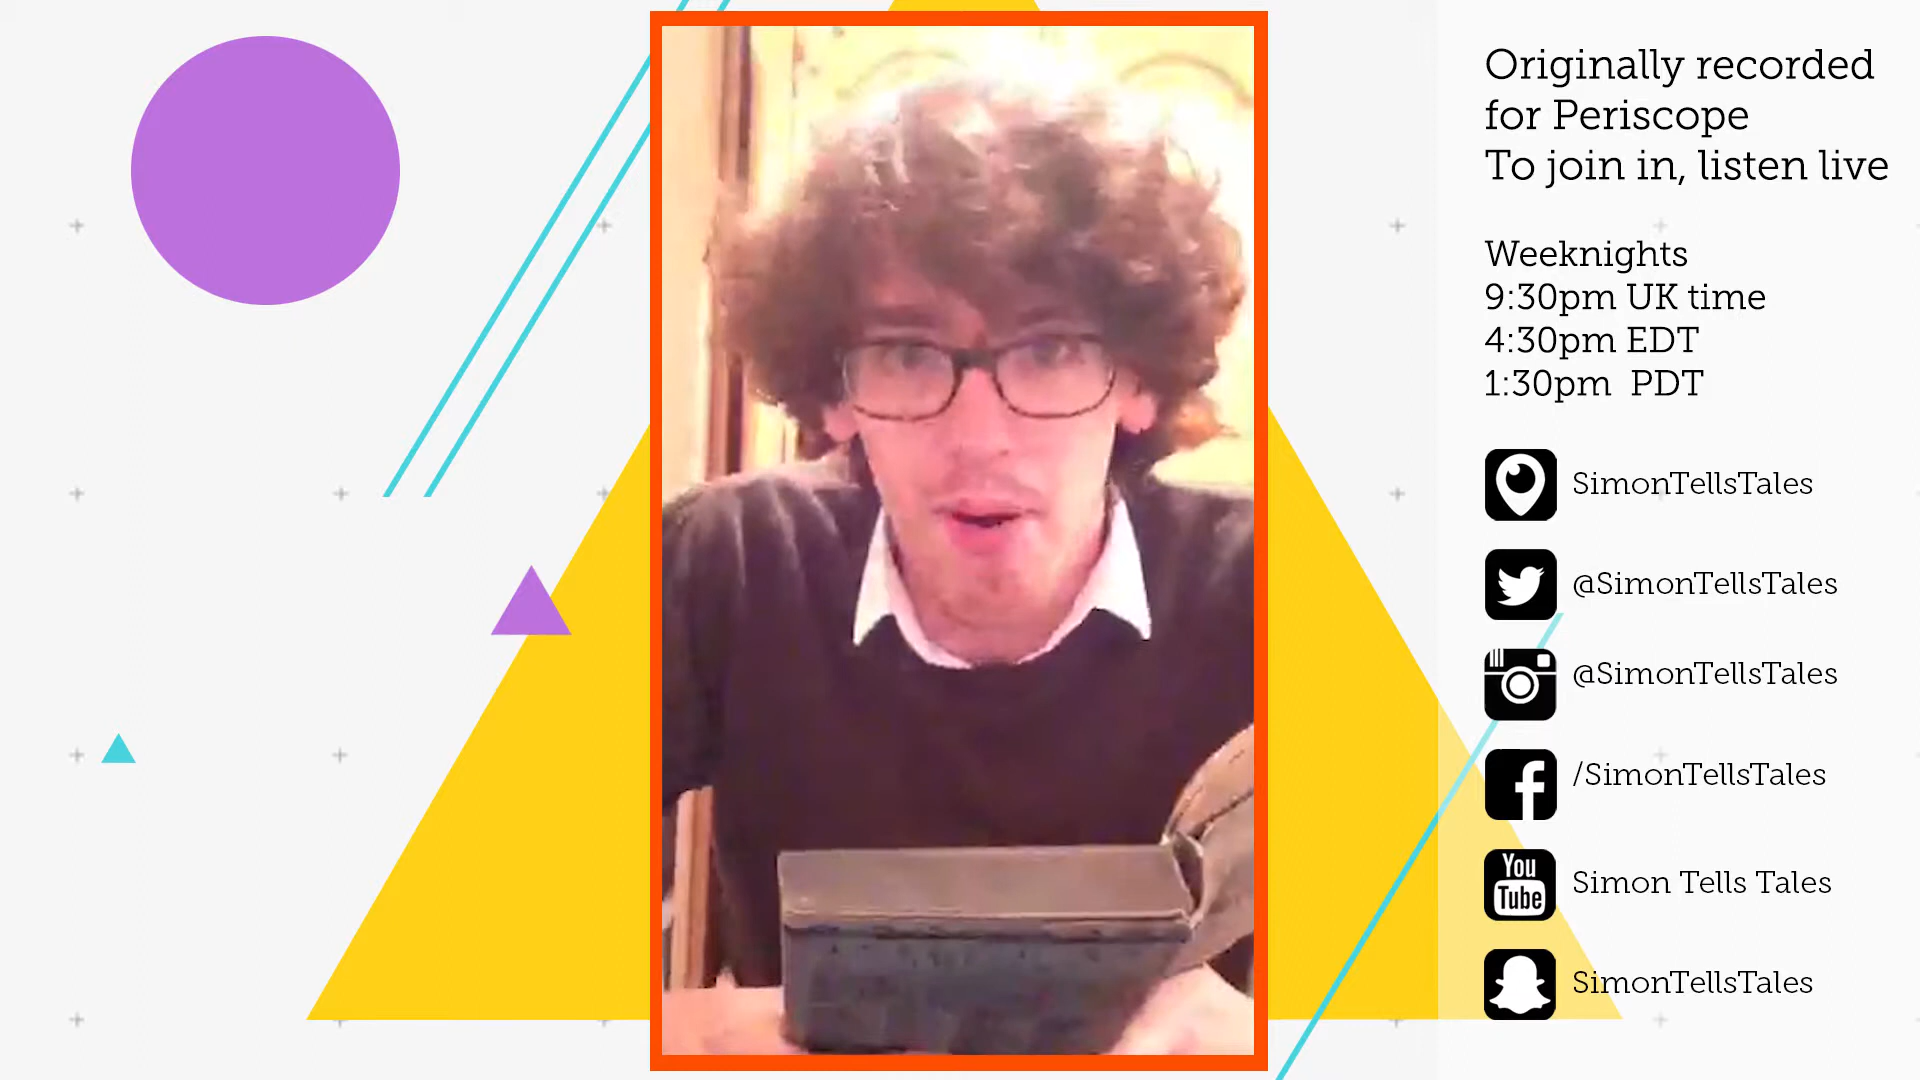 Originally recorded
for Periscope
To join in, listen live
Weeknights
9:30pm UK time
4:30pm EDT
1:30pm PDT
SimonTellsTales
@SimonTellsTales
@SimonTellsTales
/SimonTellsTales
You
Tube
Simon Tells Tales
SimonTellsTales